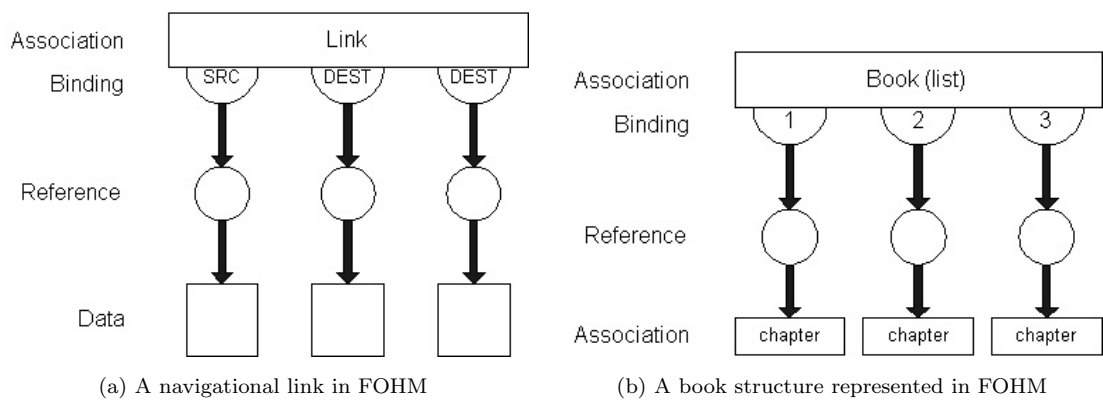 Association
Link
Binding
SRC
DEST
DEST
Reference
Data
(a) A navigational link in FOHM
Association
Book (list)
Binding
1
2
3
Reference
Association
chapter
chapter
chapter
(b) A book structure represented in FOHM